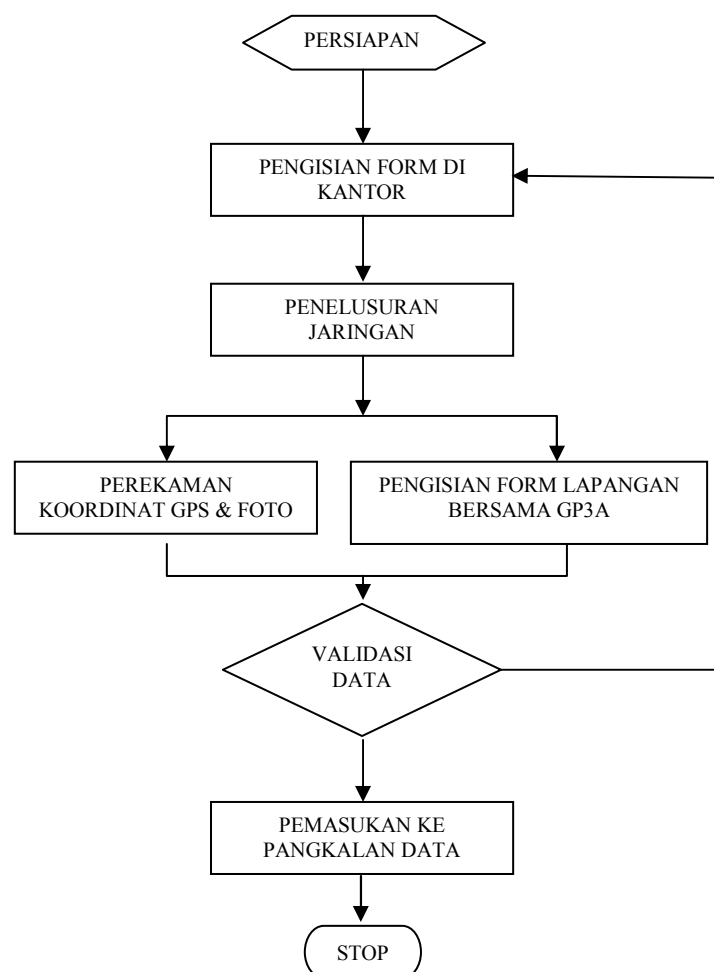 PERSIAPAN
PENGISIAN FORM DI
KANTOR
PENELUSURAN
JARINGAN
PEREKAMAN
KOORDINAT GPS & FOTO
PENGISIAN FORM LAPANGAN
BERSAMA GP3A
VALIDASI
DATA
PEMASUKAN KE
PANGKALAN DATA
STOP